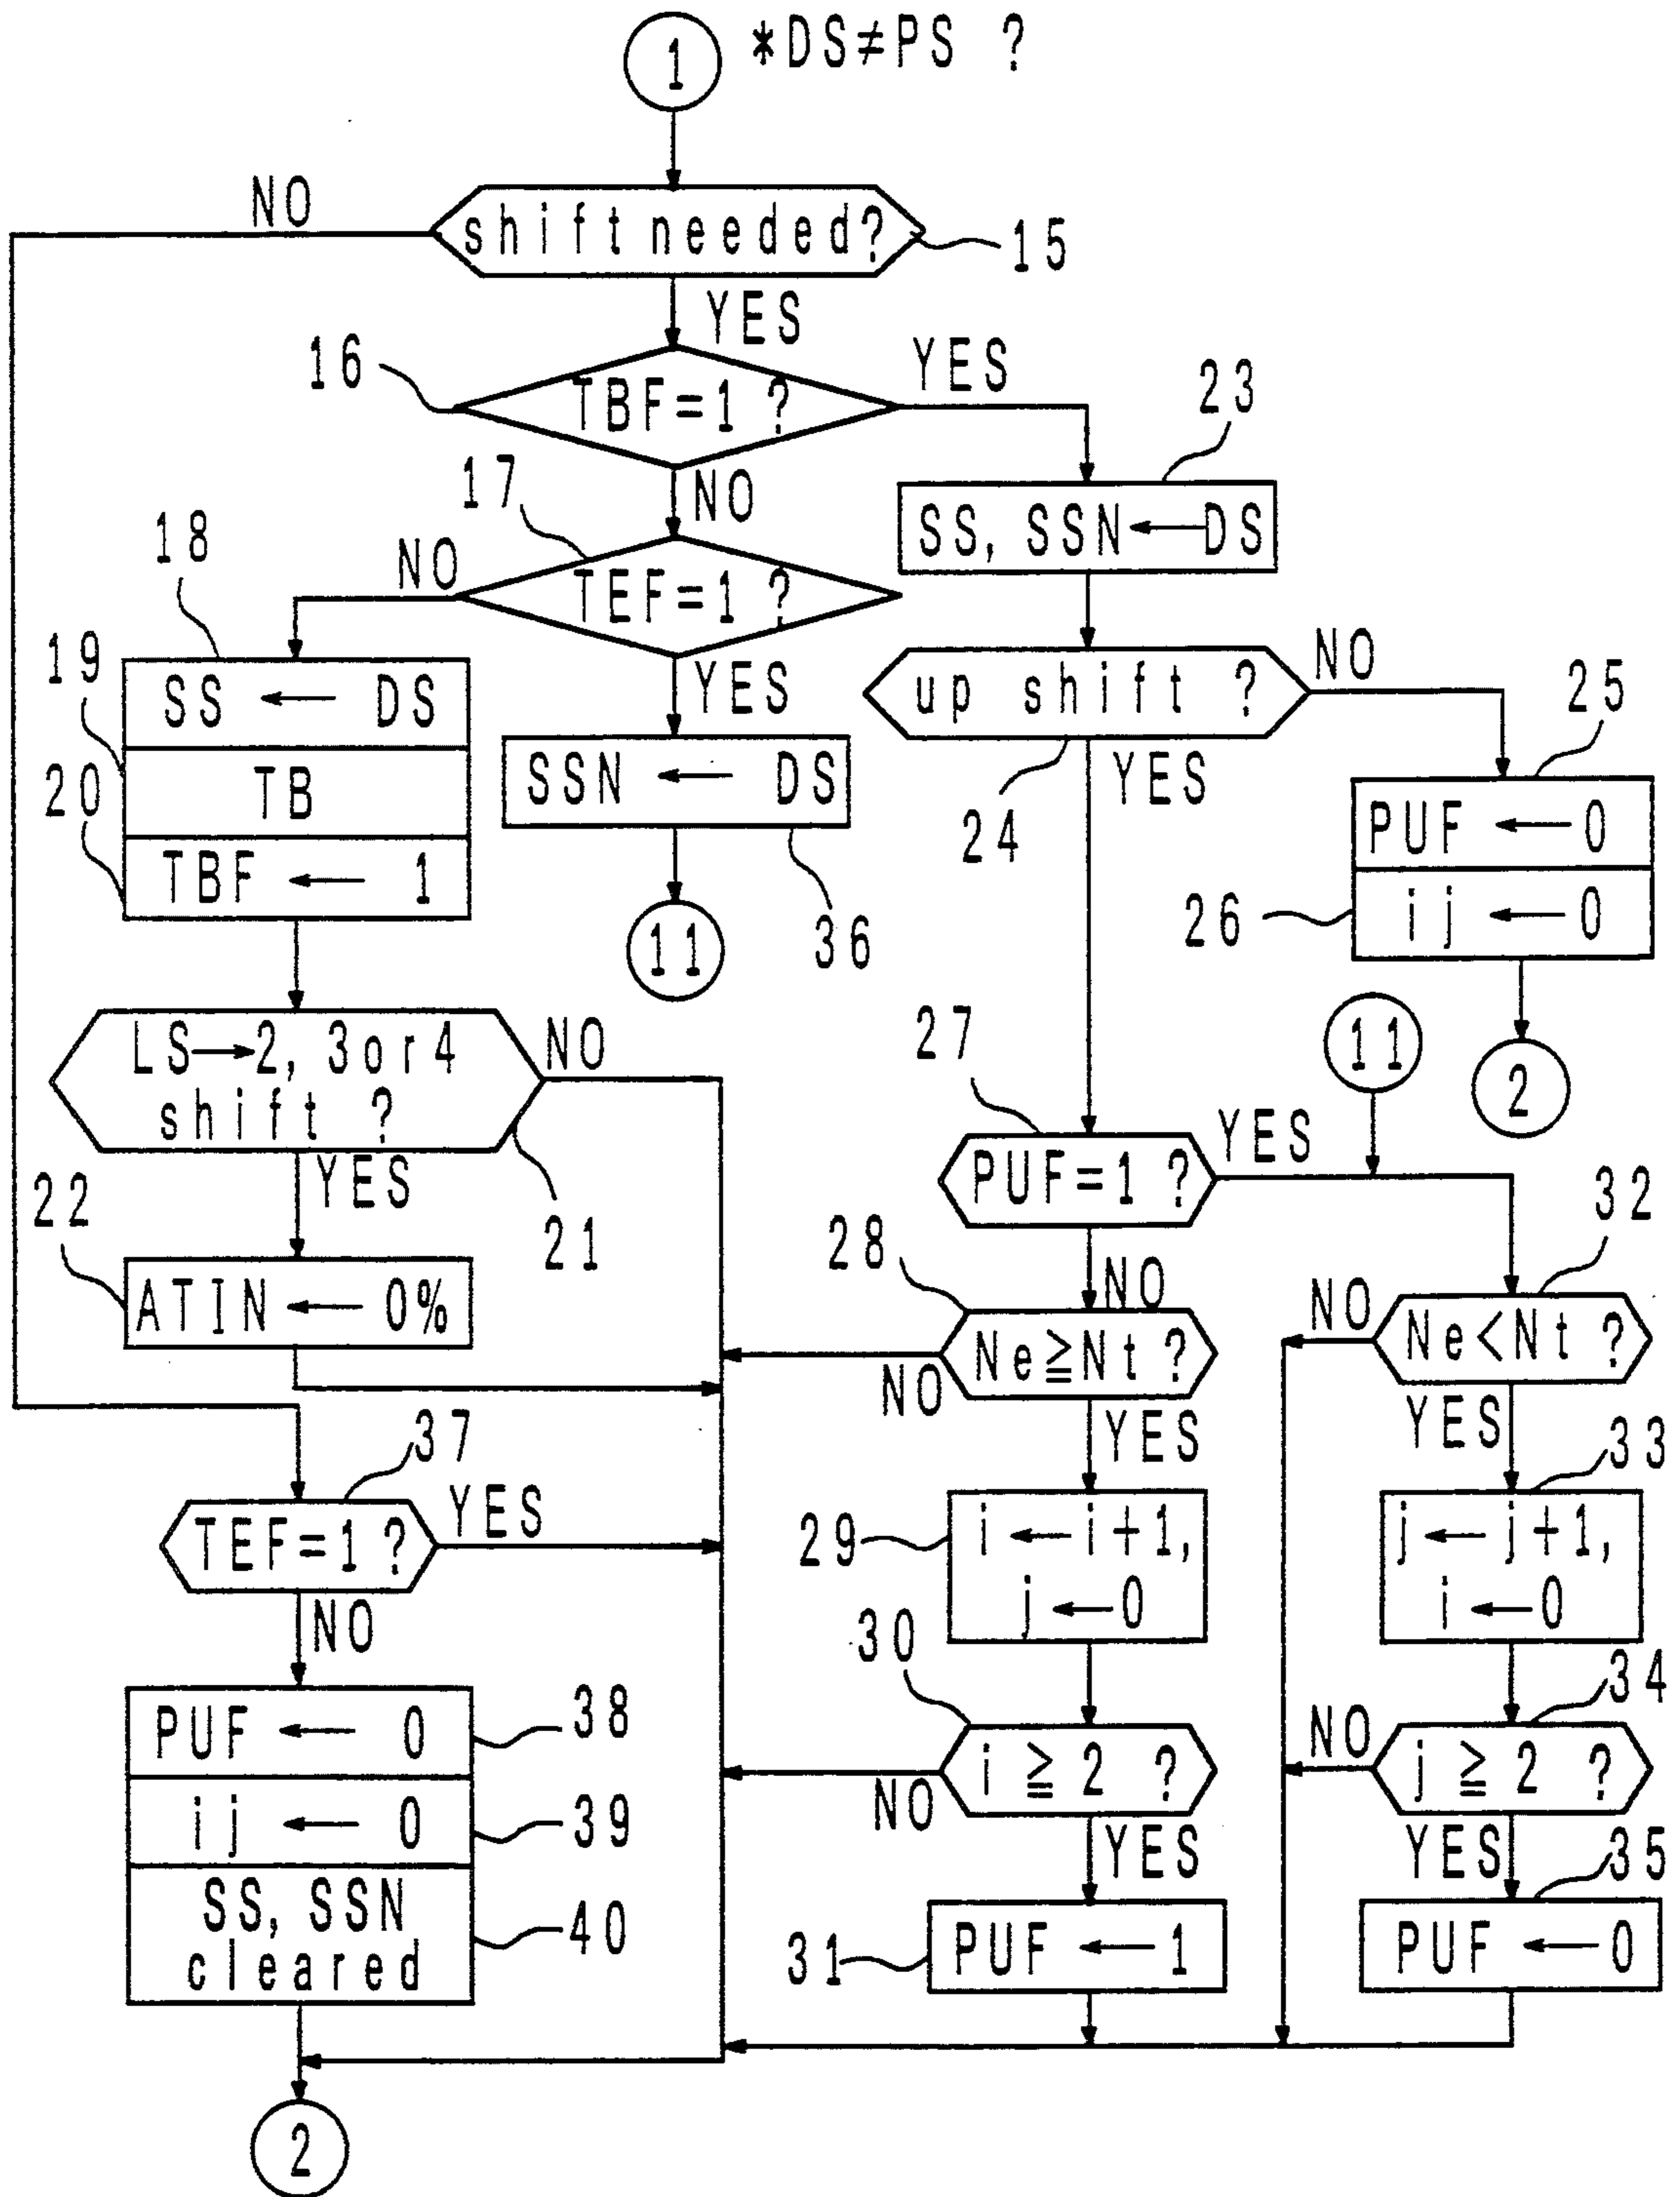 1
*DS≠PS ?
NO
shift needed?
15
YES
16
TBF=1 ?
YES
23
NO
SS, SSN←DS
17
TEF=1 ?
NO
YES
18
SS ← DS
19
TB
20
TBF ← 1
SSN ← DS
36
11
up shift ?
NO
24
YES
25
PUF ← 0
26
ij ← 0
2
LS→2, 3or4
shift ?
NO
21
YES
22
ATIN ← 0%
27
PUF=1 ?
YES
11
NO
28
Ne≧Nt ?
NO
YES
32
Ne<Nt ?
NO
YES
29
i ← i+1,
j ← 0
33
j ← j+1,
i ← 0
37
TEF=1 ?
YES
NO
30
i ≧ 2 ?
NO
YES
34
j ≧ 2 ?
NO
YES
38
PUF ← 0
39
ij ← 0
40
SS, SSN
cleared
31
PUF ← 1
35
PUF ← 0
2